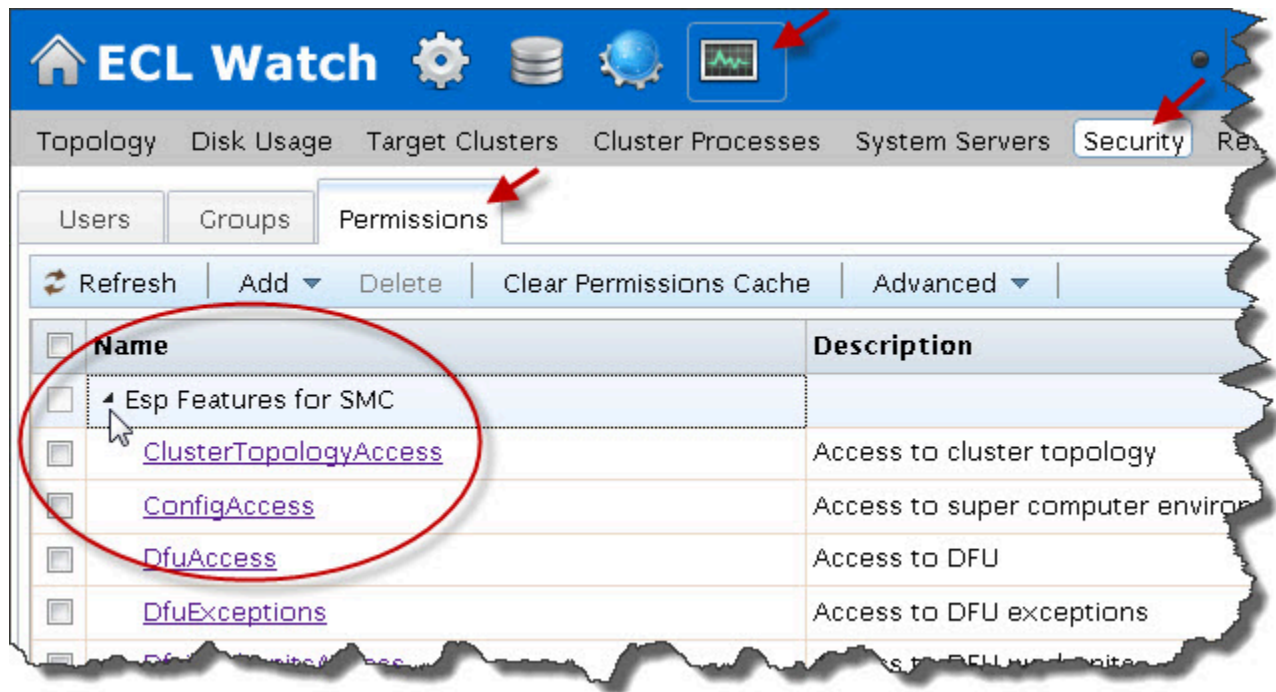 ECL Watch
Topology Disk Usage Target Clusters Cluster Processes System Servers Security
Users Groups Permissions
Refresh Add Delete Clear Permissions Cache Advanced
Name Description
Esp Features for SMC
ClusterTopologyAccess Access to cluster topology
ConfigAccess Access to super computer
DfuAccess Access to DFU
DfuExceptions Access to DFU exceptions